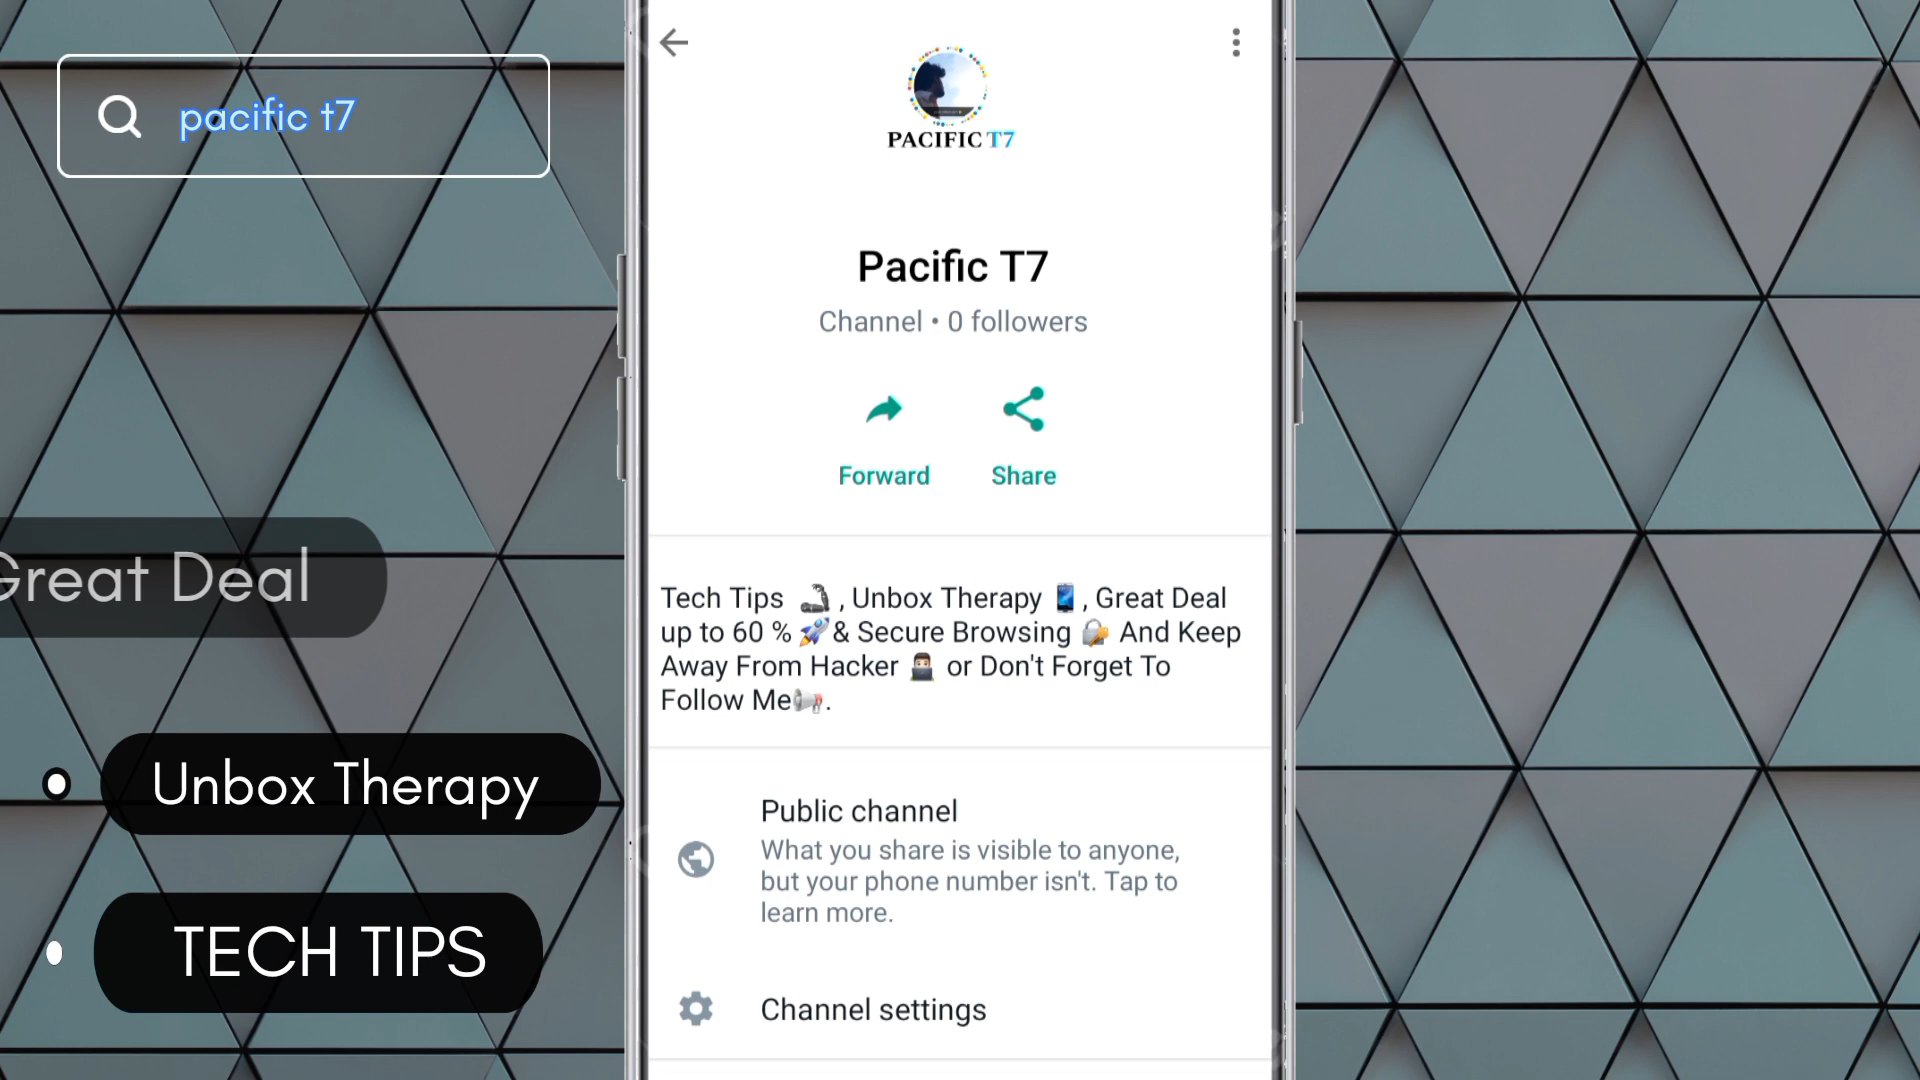 pacific t7
Great Deal
Unbox Therapy
TECH TIPS
PACIFIC T7
Pacific T7
Channel • 0 followers
Forward
Share
Tech Tips 🦾, Unbox Therapy 📱, Great Deal
up to 60 % 🚀& Secure Browsing 🔐 And Keep
Away From Hacker 👨🏻‍💻 or Don't Forget To
Follow Me📢.
Public channel
What you share is visible to anyone,
but your phone number isn't. Tap to
learn more.
Channel settings